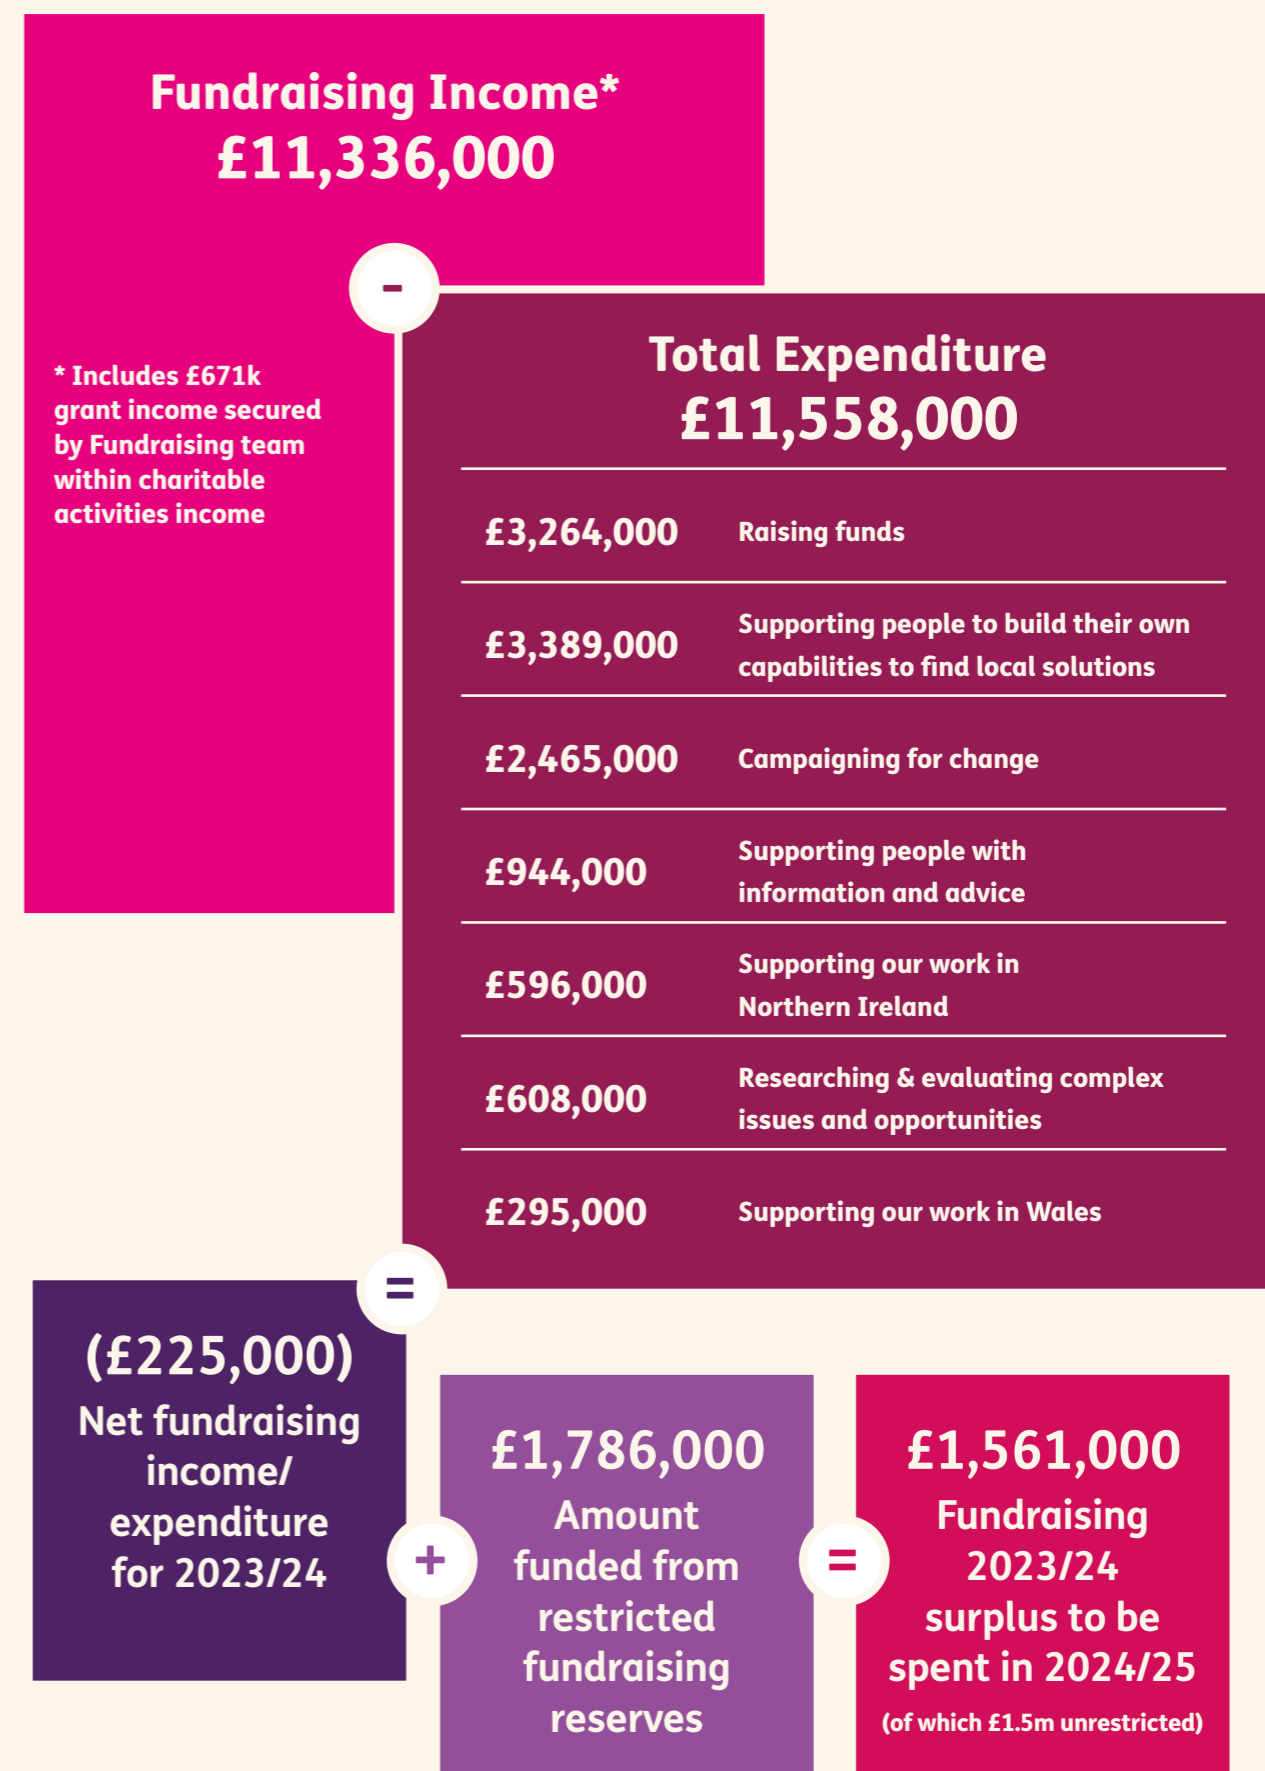 Fundraising Income*
£11,336,000
-
* Includes £671k
grant income secured
by Fundraising team
within charitable
activities income
Total Expenditure
£11,558,000
£3,264,000 Raising funds
£3,389,000 Supporting people to build their own
capabilities to find local solutions
£2,465,000 Campaigning for change
£944,000 Supporting people with
information and advice
£596,000 Supporting our work in
Northern Ireland
£608,000 Researching & evaluating complex
issues and opportunities
£295,000 Supporting our work in Wales
=
(£225,000)
Net fundraising
income/
expenditure
for 2023/24
+
£1,786,000
Amount
funded from
restricted
fundraising
reserves
=
£1,561,000
Fundraising
2023/24
surplus to be
spent in 2024/25
(of which £1.5m unrestricted)